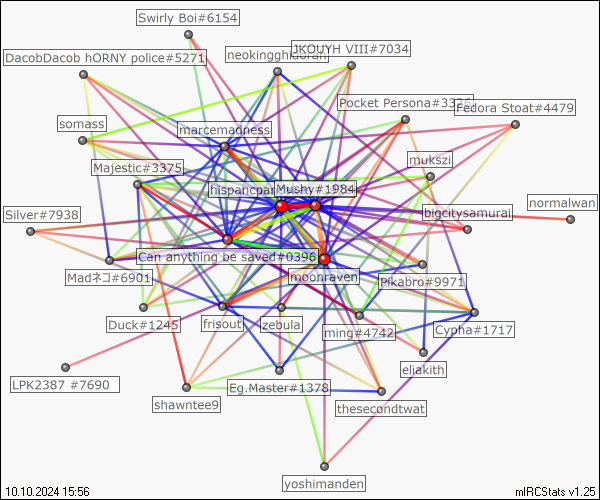 Swirly Boi#6154
neokingghidorah
JKOUYH VIII#7034
DacobDacob hORNY police#5271
Pocket Persona#3326
Fedora Stoat#4479
somass
marcemadness
mukszi
Majestic#3375
hispancpar
Mushy#1984
normalwan
Silver#7938
bigcitysamurai
Can anything be saved#0396
Madネコ#6901
moonraven
Pikabro#9971
Duck#1245
frisout
zebula
ming#4742
Cypha#1717
eliakith
LPK2387 #7690
Eg.Master#1378
shawntee9
thesecondtwat
yoshimanden
10.10.2024 15:56
mIRCStats v1.25